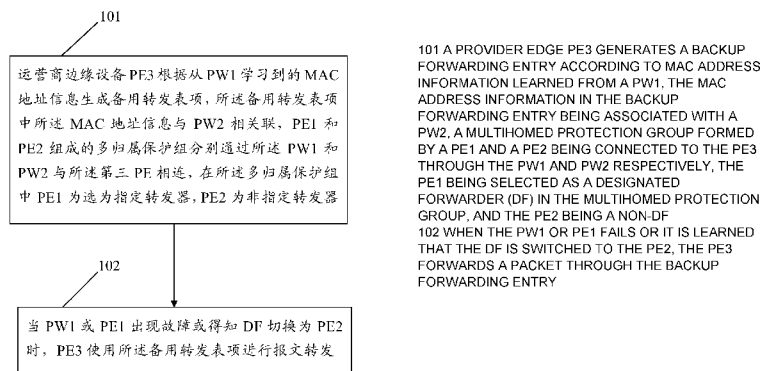 101
运营商边缘设备PE3根据从PW1学习到的MAC
地址信息生成备用转发表项，所述备用转发表项
中所述MAC地址信息与PW2相关联，PE1和
PE2组成的多归属保护组分别通过所述PW1和
PW2与所述第三PE相连，在所述多归属保护组
中PE1为选为指定转发器，PE2为非指定转发器
102
当PW1或PE1出现故障或得知DF切换为PE2
时，PE3使用所述备用转发表项进行报文转发
101 A PROVIDER EDGE PE3 GENERATES A BACKUP
FORWARDING ENTRY ACCORDING TO MAC ADDRESS
INFORMATION LEARNED FROM A PW1, THE MAC
ADDRESS INFORMATION IN THE BACKUP
FORWARDING ENTRY BEING ASSOCIATED WITH A
PW2, A MULTIHOMED PROTECTION GROUP FORMED
BY A PE1 AND A PE2 BEING CONNECTED TO THE PE3
THROUGH THE PW1 AND PW2 RESPECTIVELY, THE
PE1 BEING SELECTED AS A DESIGNATED
FORWARDER (DF) IN THE MULTIHOMED PROTECTION
GROUP, AND THE PE2 BEING A NON-DF
102 WHEN THE PW1 OR PE1 FAILS OR IT IS LEARNED
THAT THE DF IS SWITCHED TO THE PE2, THE PE3
FORWARDS A PACKET THROUGH THE BACKUP
FORWARDING ENTRY